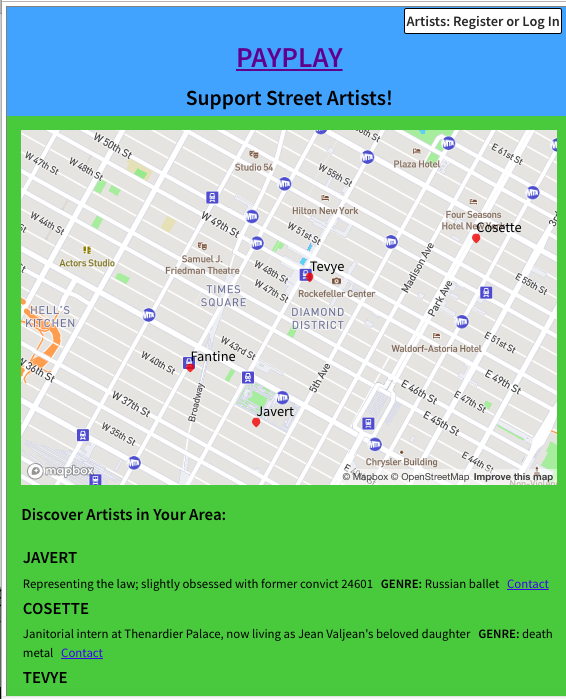 Artists: Register or Log In
PAYPLAY
Support Street Artists!
W 50th St
W 47th St
W 48th St
Studio 54
W 55th St
Plaza Hotel
E 61st St
W 44th St
W 49th St
Hilton New York
Four Seasons
Cosette
W 51st St
Actors Studio
Samuel J.
Friedman Theatre
Tevye
W 48th St
Madison Ave
W 47th St
Rockefeller Center
E 55th St
TIMES
SQUARE
Park Ave
HELL'S
KITCHEN
DIAMOND
DISTRICT
W 43rd St
Waldorf-Astoria Hotel
E 51st St
Fantine
W 40th St
W 36th St
5th Ave
E 49th St
Broadway
E 46th St
E 47th St
W 37th St
Javert
E 45th St
W 35th St
Chrysler Building
E 44th St
mapbox
© Mapbox © OpenStreetMap Improve this map
Discover Artists in Your Area:
JAVERT
Representing the law; slightly obsessed with former convict 24601 GENRE: Russian ballet Contact
COSETTE
Janitorial intern at Thenardier Palace, now living as Jean Valjean's beloved daughter GENRE: death
metal Contact
TEVYE